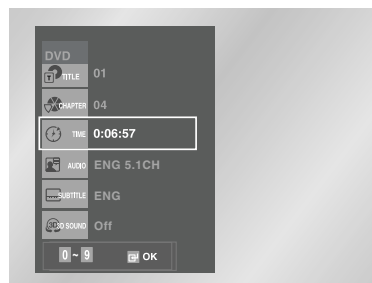 DVD
TITLE 01
CHAPTER 04
TIME 0:06:57
AUDIO ENG 5.1CH
SUBTITLE ENG
3D SOUND Off
0 ~ 9 OK